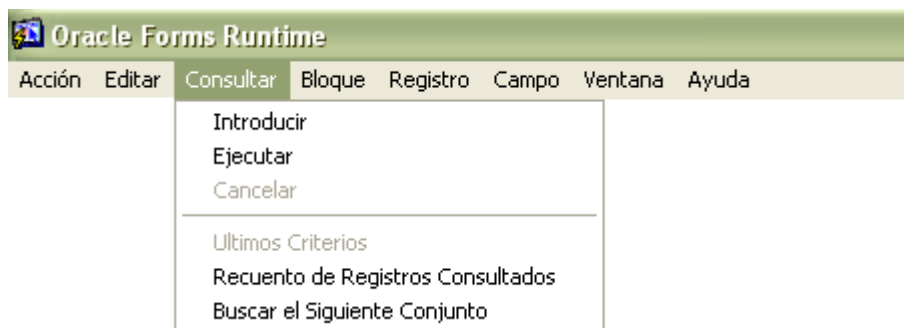 Oracle Forms Runtime
Acción Editar Consultar Bloque Registro Campo Ventana Ayuda
Introducir
Ejecutar
Cancelar
Ultimos Criterios
Recuento de Registros Consultados
Buscar el Siguiente Conjunto